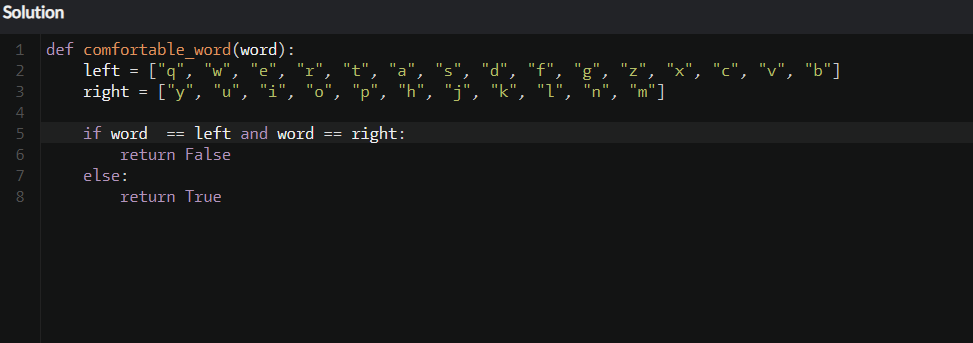 Solution
1 def comfortable_word(word):
2     left = ["q", "w", "e", "r", "t", "a", "s", "d", "f", "g", "z", "x", "c", "v", "b"]
3     right = ["y", "u", "i", "o", "p", "h", "j", "k", "l", "n", "m"]
4
5     if word  == left and word == right:
6         return False
7     else:
8         return True